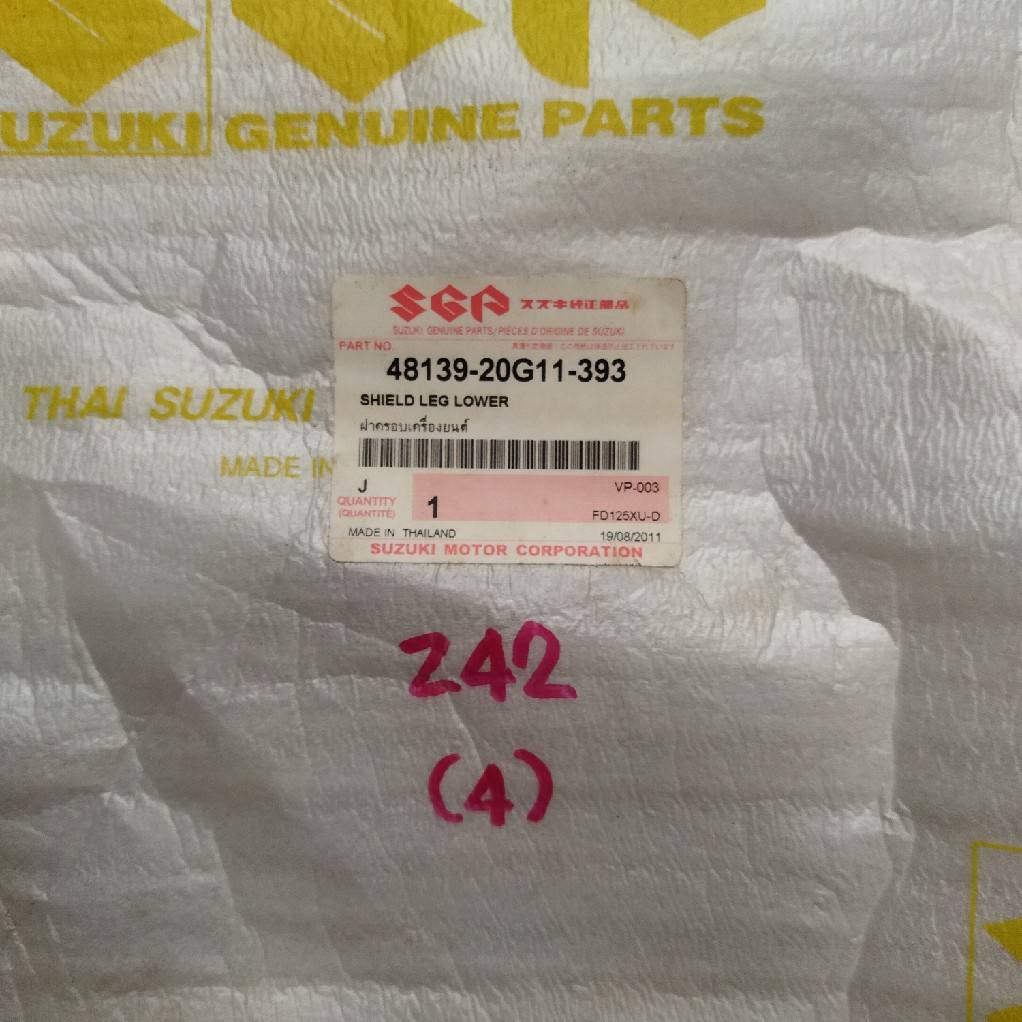 SUZUKI GENUINE PARTS
SGP スズキ純正部品
SUZUKI GENUINE PARTS/PIÈCES D'ORIGINE DE SUZUKI
PART NO.
48139-20G11-393
SHIELD LEG LOWER
ฝาครอบเครื่องยนต์
THAI SUZUKI
MADE IN
J
VP-003
QUANTITY
(QUANTITÉ)
1
FD125XU-D
MADE IN THAILAND
19/08/2011
SUZUKI MOTOR CORPORATION
242
(4)